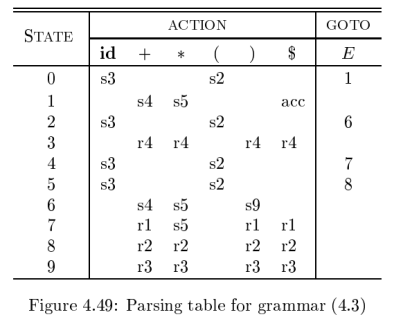 STATE ACTION GOTO
id + * ( ) $ E
0 s3 s2 1
1 s4 s5 acc
2 s3 s2 6
3 r4 r4 r4 r4
4 s3 s2 7
5 s3 s2 8
6 s4 s5 s9
7 r1 s5 r1 r1
8 r2 r2 r2 r2
9 r3 r3 r3 r3
Figure 4.49: Parsing table for grammar (4.3)